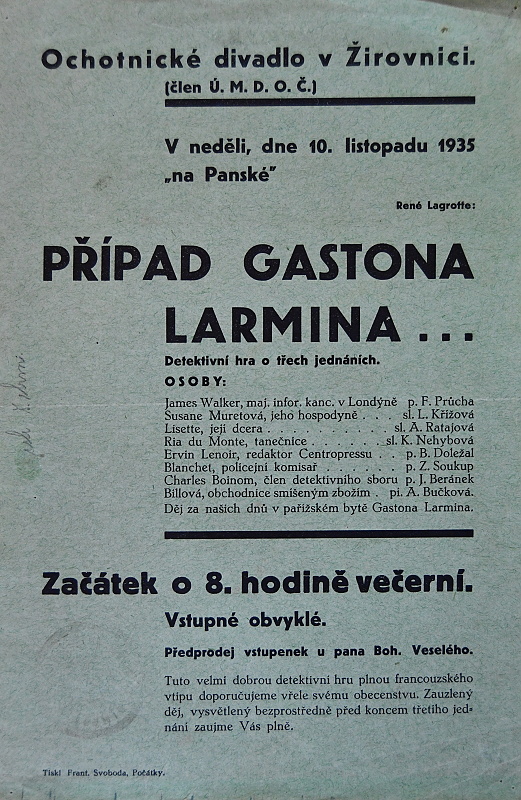 Ochotnické divadlo v Žirovnici.
(člen Ú. M. D. O. Č.)
V neděli, dne 10. listopadu 1935
„na Panské"
René Lagrotte:
PŘÍPAD GASTONA
LARMINA ...
Detektivní hra o třech jednáních.
OSOBY:
James Walker, maj. infor. kanc. v Londýně p. F. Průcha
Susane Muretová, jeho hospodyně . . . sl. L. Křížová
Lisette, její dcera . . . . . . . . . . sl. A. Ratajová
Ria du Monte, tanečnice . . . . . . sl. K. Nehybová
Ervin Lenoir, redaktor Centropressu . . p. B. Doležal
Blanchet, policejní komisař . . . . . . p. Z. Soukup
Charles Boinom, člen detektivního sboru p. J. Beránek
Billová, obchodnice smíšeným zbožím . pí. A. Bučková.
Děj za našich dnů v pařížském bytě Gastona Larmina.
Začátek o 8. hodině večerní.
Vstupné obvyklé.
Předprodej vstupenek u pana Boh. Veselého.
Tuto velmi dobrou detektivní hru plnou francouzského
vtipu doporučujeme vřele svému obecenstvu. Zauzlený
děj, vysvětlený bezprostředně před koncem třetího jed-
nání zaujme Vás plně.
Tiskl Frant. Svoboda, Počátky.